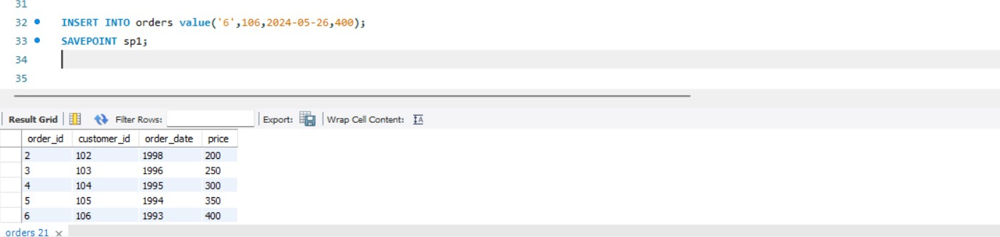 31
32 INSERT INTO orders value('6',106,2024-05-26,400);
33 SAVEPOINT sp1;
34
35
Result Grid Filter Rows: Export: Wrap Cell Content: IA
order_id customer_id order_date price
2 102 1998 200
3 103 1996 250
4 104 1995 300
5 105 1994 350
6 106 1993 400
orders 21 ×